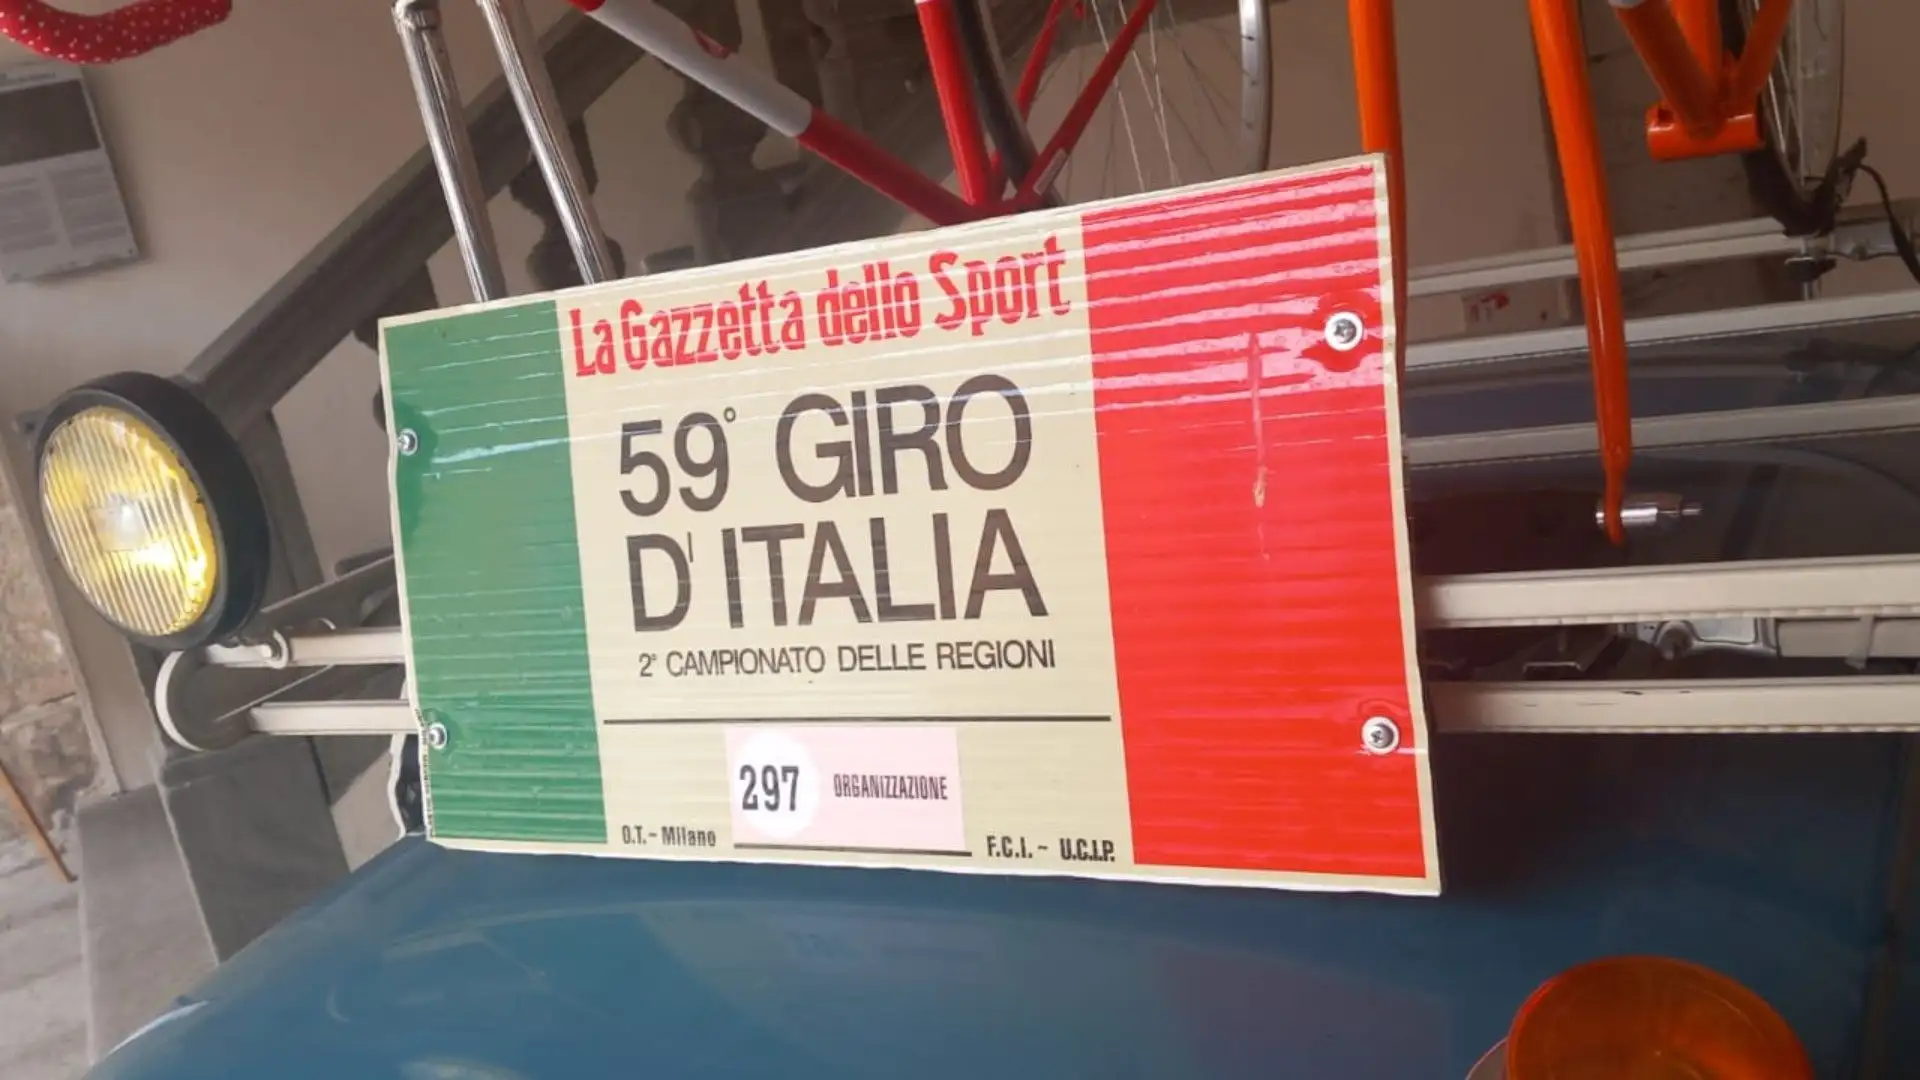 La Gazzetta dello Sport
59° GIRO
D'ITALIA
2° CAMPIONATO DELLE REGIONI
297 ORGANIZZAZIONE
O.T. - Milano
F.C.I. - U.C.I.P.